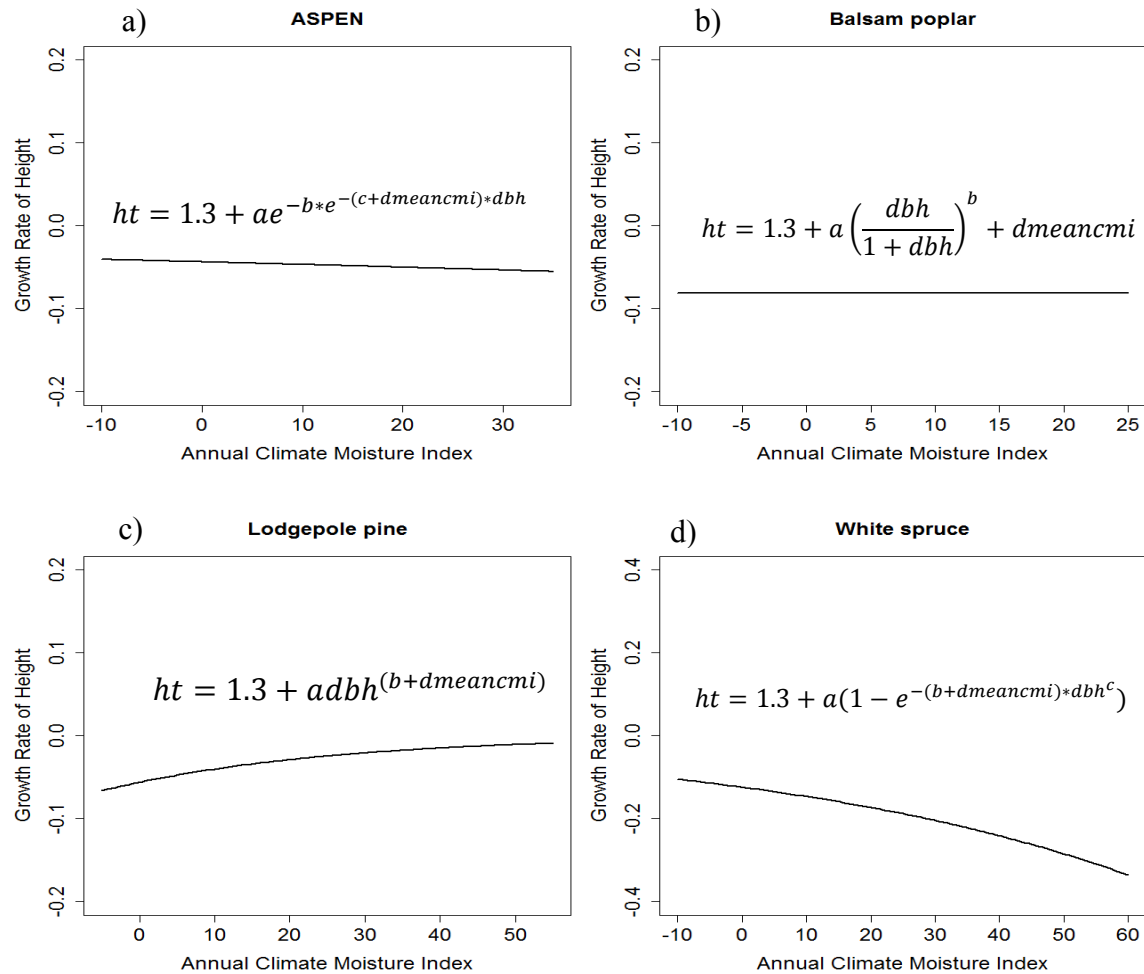 a) ASPEN
Growth Rate of Height
0.2
0.1
0.0
-0.1
-0.2
ht = 1.3 + ae^{-b*e^{-(c+dmeancmi)*dbh}}
-10 0 10 20 30
Annual Climate Moisture Index
b) Balsam poplar
Growth Rate of Height
0.2
0.1
0.0
-0.1
-0.2
ht = 1.3 + a(dbh/(1 + dbh))^b + dmeancmi
-10 -5 0 5 10 15 20 25
Annual Climate Moisture Index
c) Lodgepole pine
Growth Rate of Height
0.2
0.1
0.0
-0.1
-0.2
ht = 1.3 + adbh^{(b+dmeancmi)}
0 10 20 30 40 50
Annual Climate Moisture Index
d) White spruce
Growth Rate of Height
0.4
0.2
0.0
-0.2
-0.4
ht = 1.3 + a(1 − e^{-(b+dmeancmi)*dbh^c})
-10 0 10 20 30 40 50 60
Annual Climate Moisture Index